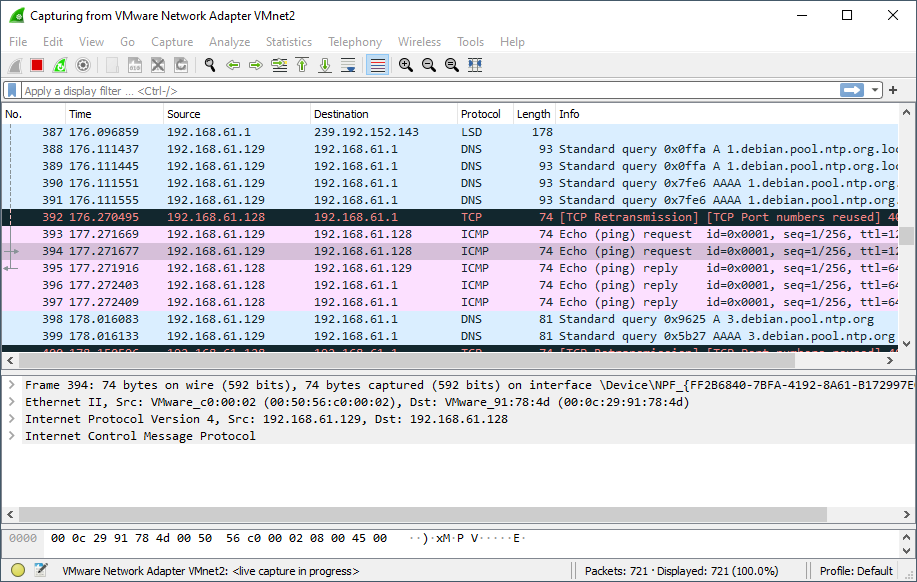 Capturing from VMware Network Adapter VMnet2
File Edit View Go Capture Analyze Statistics Telephony Wireless Tools Help
Apply a display filter ... <Ctrl-/>
No. Time Source Destination Protocol Length Info
387 176.096859 192.168.61.1 239.192.152.143 LSD 178
388 176.111437 192.168.61.129 192.168.61.1 DNS 93 Standard query 0x0ffa A 1.debian.pool.ntp.org.loc
389 176.111445 192.168.61.129 192.168.61.1 DNS 93 Standard query 0x0ffa A 1.debian.pool.ntp.org.loc
390 176.111551 192.168.61.129 192.168.61.1 DNS 93 Standard query 0x7fe6 AAAA 1.debian.pool.ntp.org.
391 176.111555 192.168.61.129 192.168.61.1 DNS 93 Standard query 0x7fe6 AAAA 1.debian.pool.ntp.org.
392 176.270495 192.168.61.128 192.168.61.1 TCP 74 [TCP Retransmission] [TCP Port numbers reused] 40
393 177.271669 192.168.61.129 192.168.61.128 ICMP 74 Echo (ping) request id=0x0001, seq=1/256, ttl=12
394 177.271677 192.168.61.129 192.168.61.128 ICMP 74 Echo (ping) request id=0x0001, seq=1/256, ttl=12
395 177.271916 192.168.61.128 192.168.61.129 ICMP 74 Echo (ping) reply id=0x0001, seq=1/256, ttl=64
396 177.272403 192.168.61.128 192.168.61.1 ICMP 74 Echo (ping) reply id=0x0001, seq=1/256, ttl=64
397 177.272409 192.168.61.128 192.168.61.1 ICMP 74 Echo (ping) reply id=0x0001, seq=1/256, ttl=64
398 178.016083 192.168.61.129 192.168.61.1 DNS 81 Standard query 0x9625 A 3.debian.pool.ntp.org
399 178.016133 192.168.61.129 192.168.61.1 DNS 81 Standard query 0x5b27 AAAA 3.debian.pool.ntp.org
Frame 394: 74 bytes on wire (592 bits), 74 bytes captured (592 bits) on interface \Device\NPF_{FF2B6840-7BFA-4192-8A61-B172997E
Ethernet II, Src: VMware_c0:00:02 (00:50:56:c0:00:02), Dst: VMware_91:78:4d (00:0c:29:91:78:4d)
Internet Protocol Version 4, Src: 192.168.61.129, Dst: 192.168.61.128
Internet Control Message Protocol
0000 00 0c 29 91 78 4d 00 50 56 c0 00 02 08 00 45 00 ··)·xM·P V·····E·
VMware Network Adapter VMnet2: <live capture in progress> Packets: 721 · Displayed: 721 (100.0%) Profile: Default